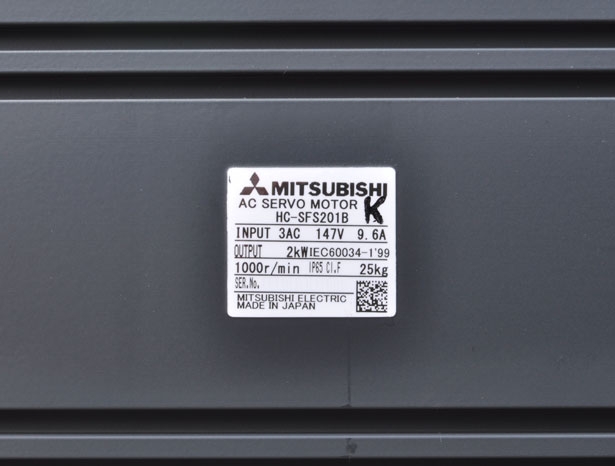 MITSUBISHI
AC SERVO MOTOR K
HC-SFS201B
INPUT 3AC 147V 9.6A
OUTPUT 2kW IEC60034-1'99
1000r/min IP65 Cl.F 25kg
SER.No.
MITSUBISHI ELECTRIC
MADE IN JAPAN